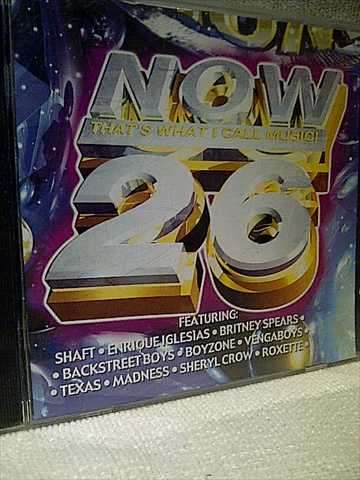 NOW
THAT'S WHAT I CALL MUSIC!
26
FEATURING:
SHAFT • ENRIQUE IGLESIAS • BRITNEY SPEARS •
• BACKSTREET BOYS • BOYZONE • VENGABOYS •
• TEXAS • MADNESS • SHERYL CROW • ROXETTE •